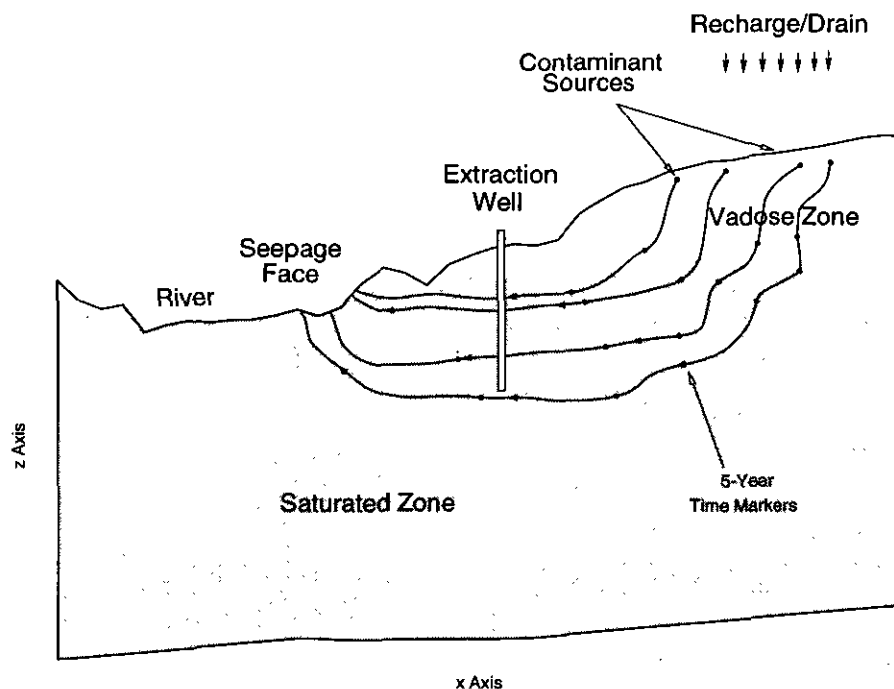 Recharge/Drain
Contaminant
Sources
Extraction
Well
Vadose Zone
Seepage
Face
River
z Axis
5-Year
Time Markers
Saturated Zone
x Axis